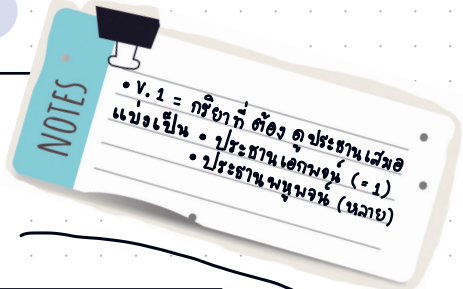 NOTES
• V. 1 = กริยาที่ ต้อง ดูประธานเสมอ
แบ่งเป็น • ประธานเอกพจน์ (= 1)
• ประธานพหูพจน์ (หลาย)